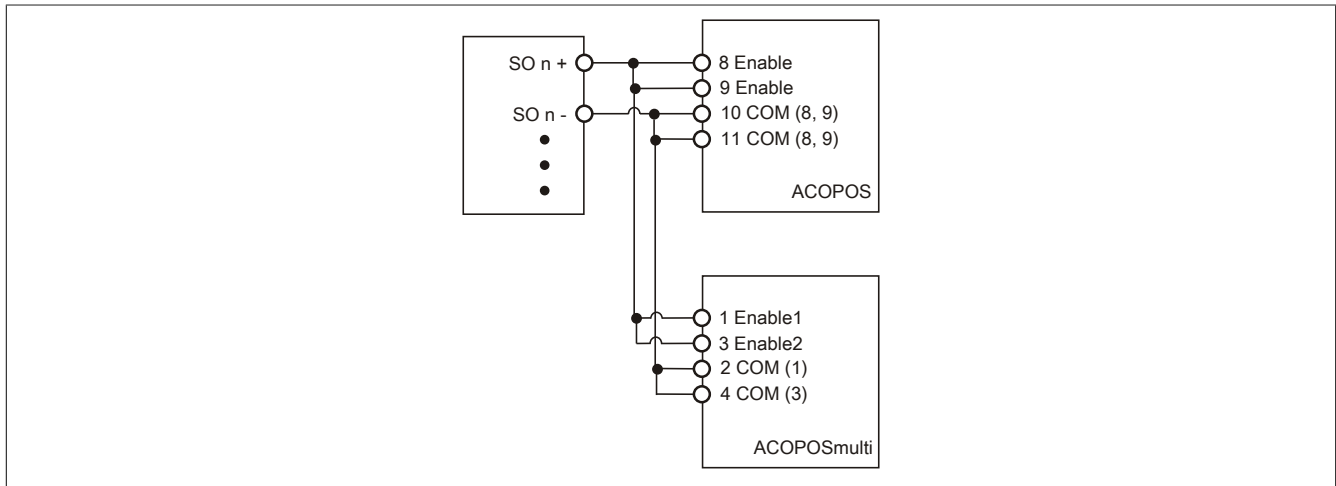 SO n +
SO n -
8 Enable
9 Enable
10 COM (8, 9)
11 COM (8, 9)
ACOPOS
1 Enable1
3 Enable2
2 COM (1)
4 COM (3)
ACOPOSmulti